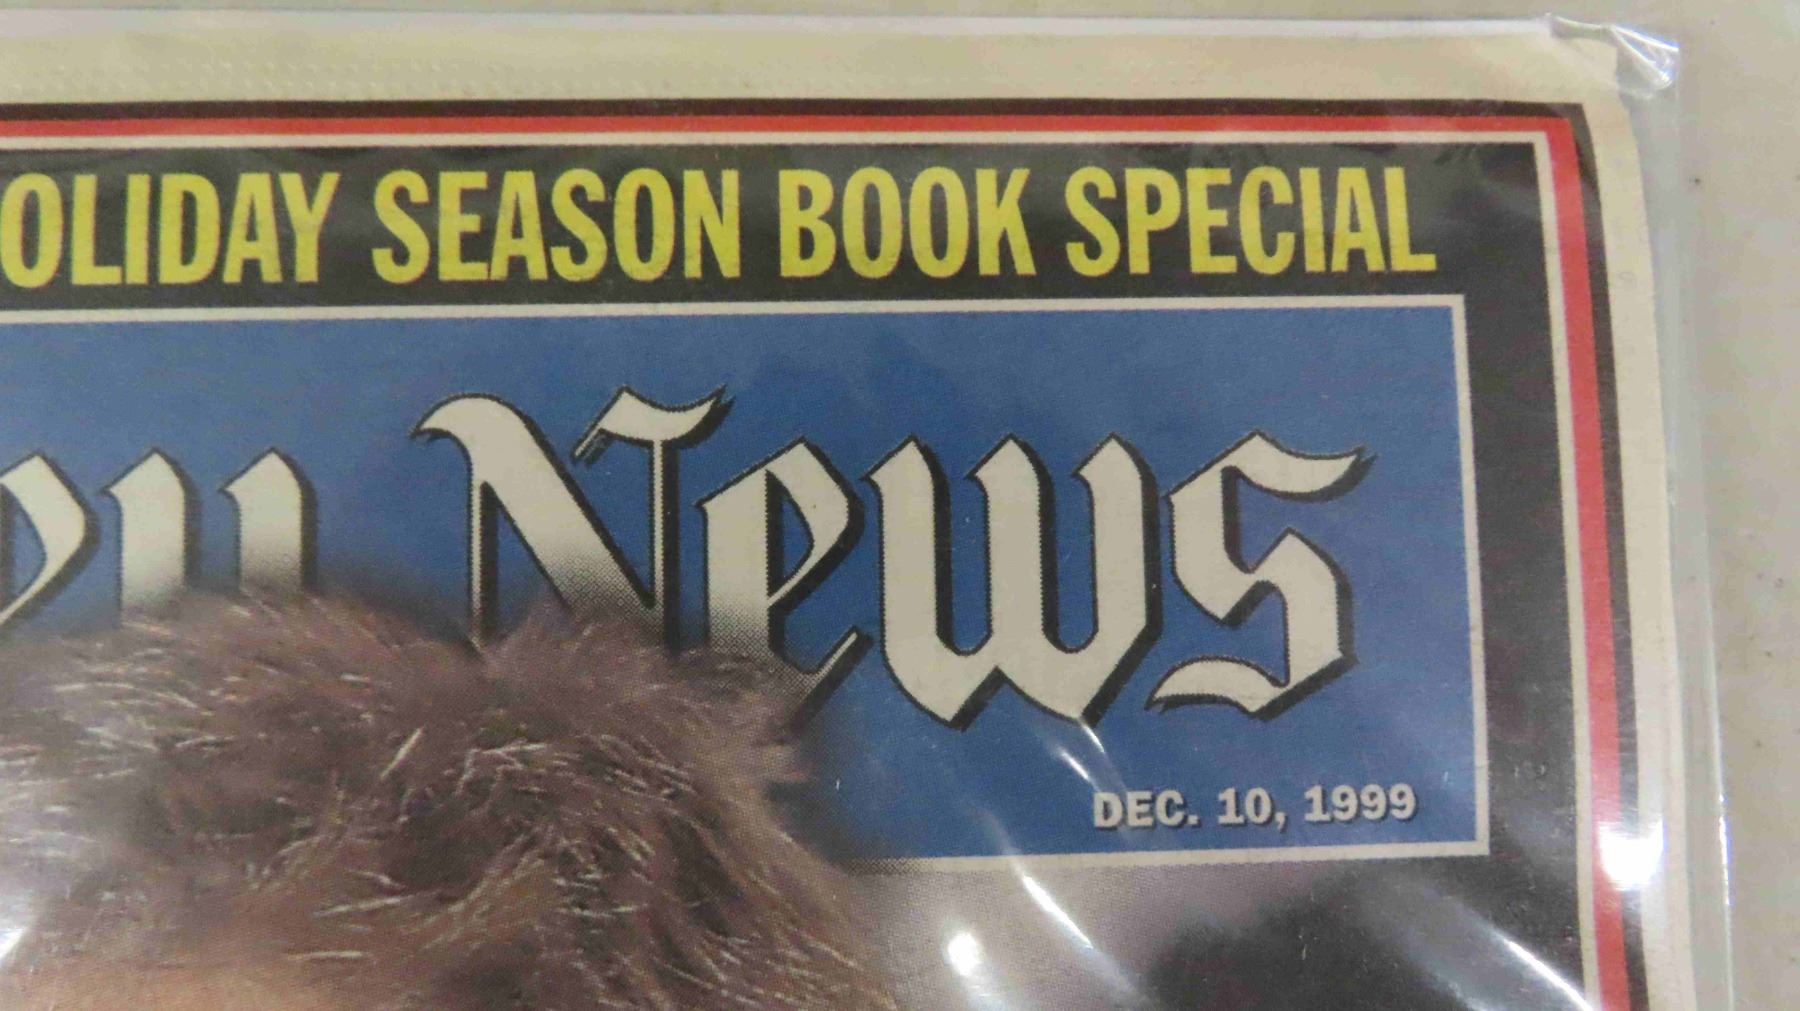 OLIDAY SEASON BOOK SPECIAL
News
DEC. 10, 1999